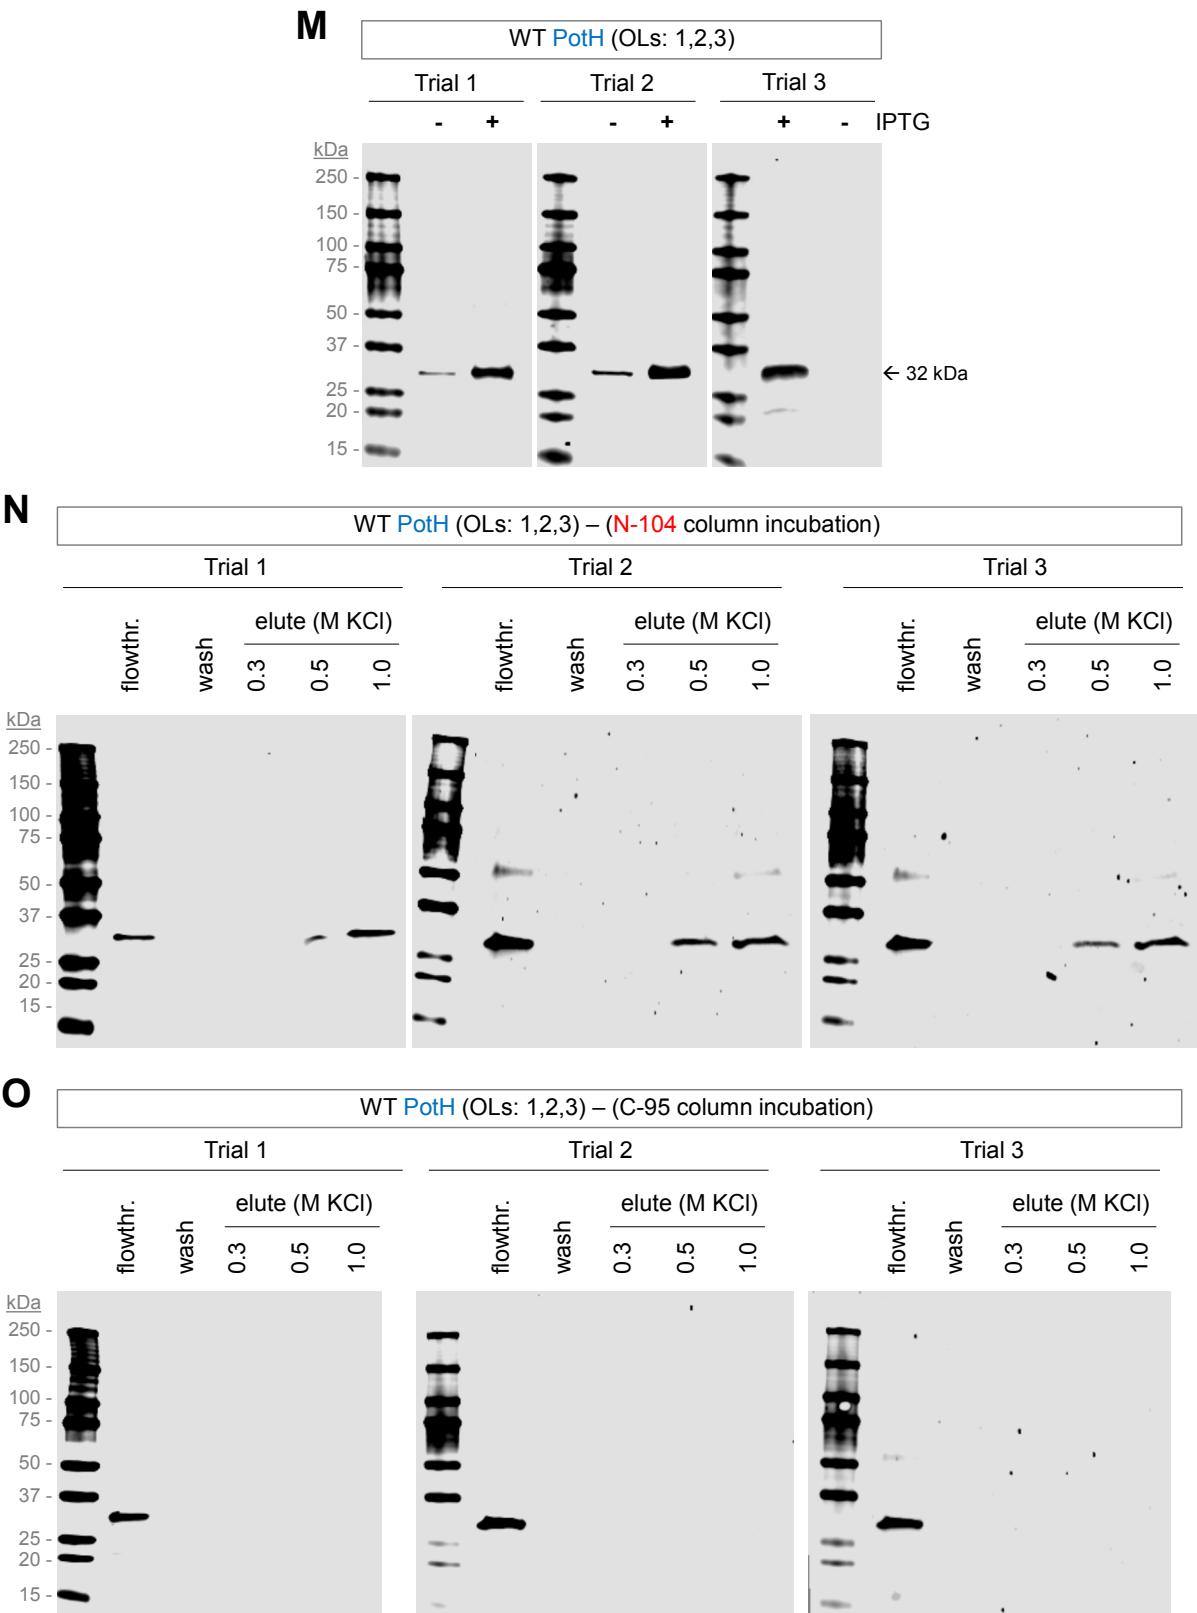 M
WT PotH (OLs: 1,2,3)
Trial 1 Trial 2 Trial 3
- + - + + - IPTG
kDa
250 -
150 -
100 -
75 -
50 -
37 -
← 32 kDa
25 -
20 -
15 -
N
WT PotH (OLs: 1,2,3) – (N-104 column incubation)
Trial 1 Trial 2 Trial 3
flowthr. wash elute (M KCl) flowthr. wash elute (M KCl) flowthr. wash elute (M KCl)
0.3 0.5 1.0 0.3 0.5 1.0 0.3 0.5 1.0
kDa
250 -
150 -
100 -
75 -
50 -
37 -
25 -
20 -
15 -
O
WT PotH (OLs: 1,2,3) – (C-95 column incubation)
Trial 1 Trial 2 Trial 3
flowthr. wash elute (M KCl) flowthr. wash elute (M KCl) flowthr. wash elute (M KCl)
0.3 0.5 1.0 0.3 0.5 1.0 0.3 0.5 1.0
kDa
250 -
150 -
100 -
75 -
50 -
37 -
25 -
20 -
15 -